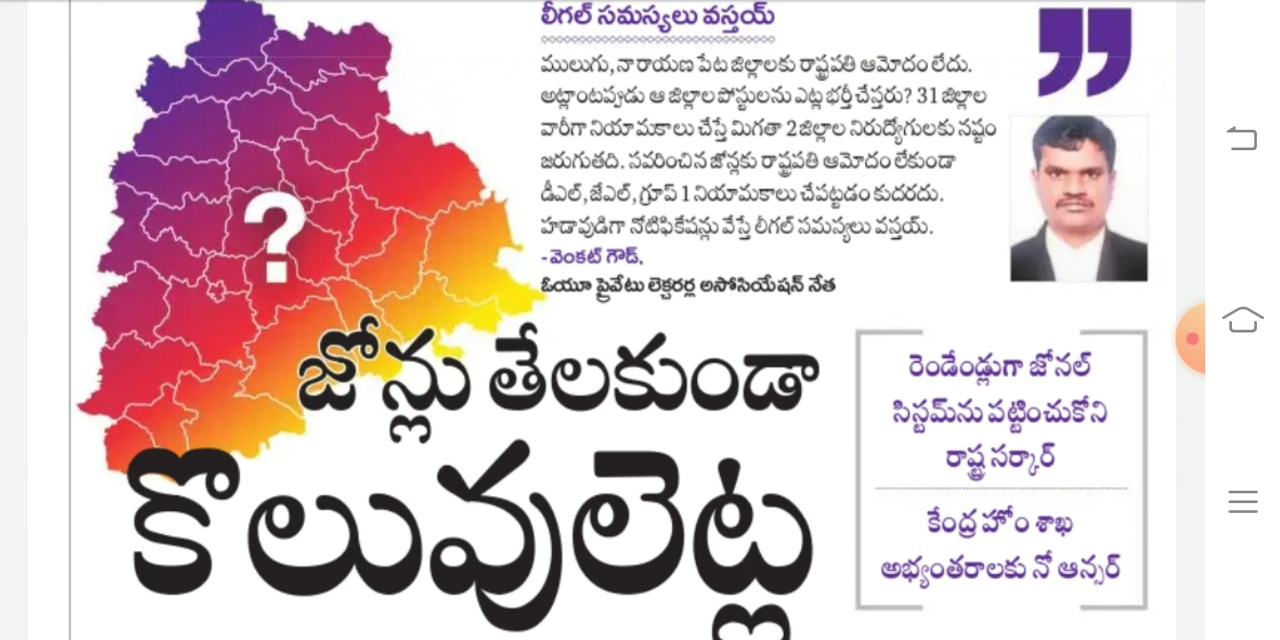 లీగల్ సమస్యలు వస్తయ్
ములుగు, నారాయణపేట జిల్లాలకు రాష్ట్రపతి ఆమోదం లేదు.
అట్లాంటప్పుడు ఆ జిల్లాల పోస్టులను ఎట్ల భర్తీ చేస్తరు? 31 జిల్లాల
వారీగా నియామకాలు చేస్తే మిగతా 2 జిల్లాల నిరుద్యోగులకు నష్టం
జరుగుతది. సవరించిన జోన్లకు రాష్ట్రపతి ఆమోదం లేకుండా
డీఎల్, జేఎల్, గ్రూప్ 1 నియామకాలు చేపట్టడం కుదరదు.
హడావుడిగా నోటిఫికేషన్లు వేస్తే లీగల్ సమస్యలు వస్తయ్.
-వెంకట్ గౌడ్,
ఓయూ ప్రైవేటు లెక్చరర్ల అసోసియేషన్ నేత
?
జోన్లు తేలకుండా
కొలువులెట్ల
రెండేండ్లుగా జోనల్
సిస్టమ్‌ను పట్టించుకోని
రాష్ట్ర సర్కార్
కేంద్ర హోం శాఖ
అభ్యంతరాలకు నో ఆన్సర్